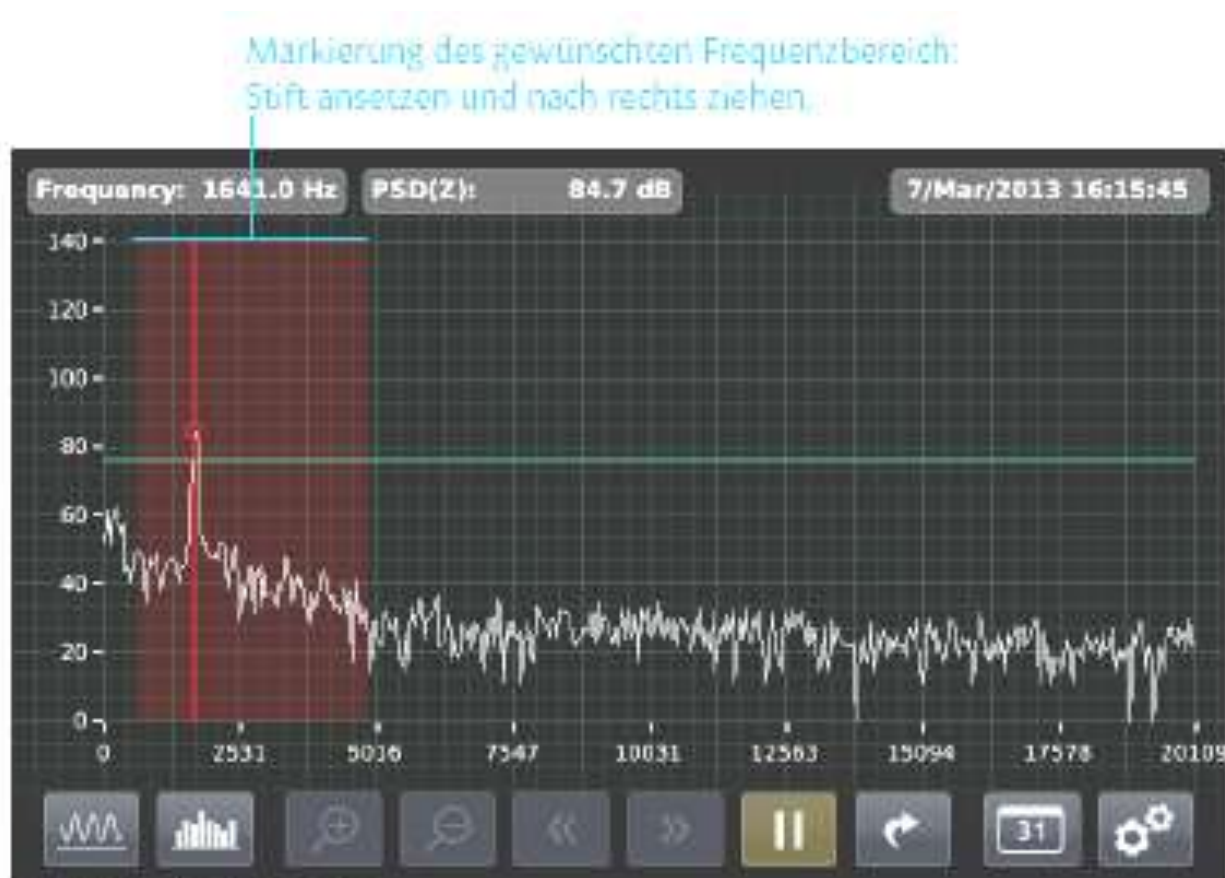 Markierung des gewünschten Frequenzbereich:
Stift ansetzen und nach rechts ziehen.
Frequancy: 1641.0 Hz PSD(Z): 84.7 dB 7/Mar/2013 16:15:45
140
120
100
80
60
40
20
0
0 2531 5016 7547 10031 12563 15094 17578 20109
31